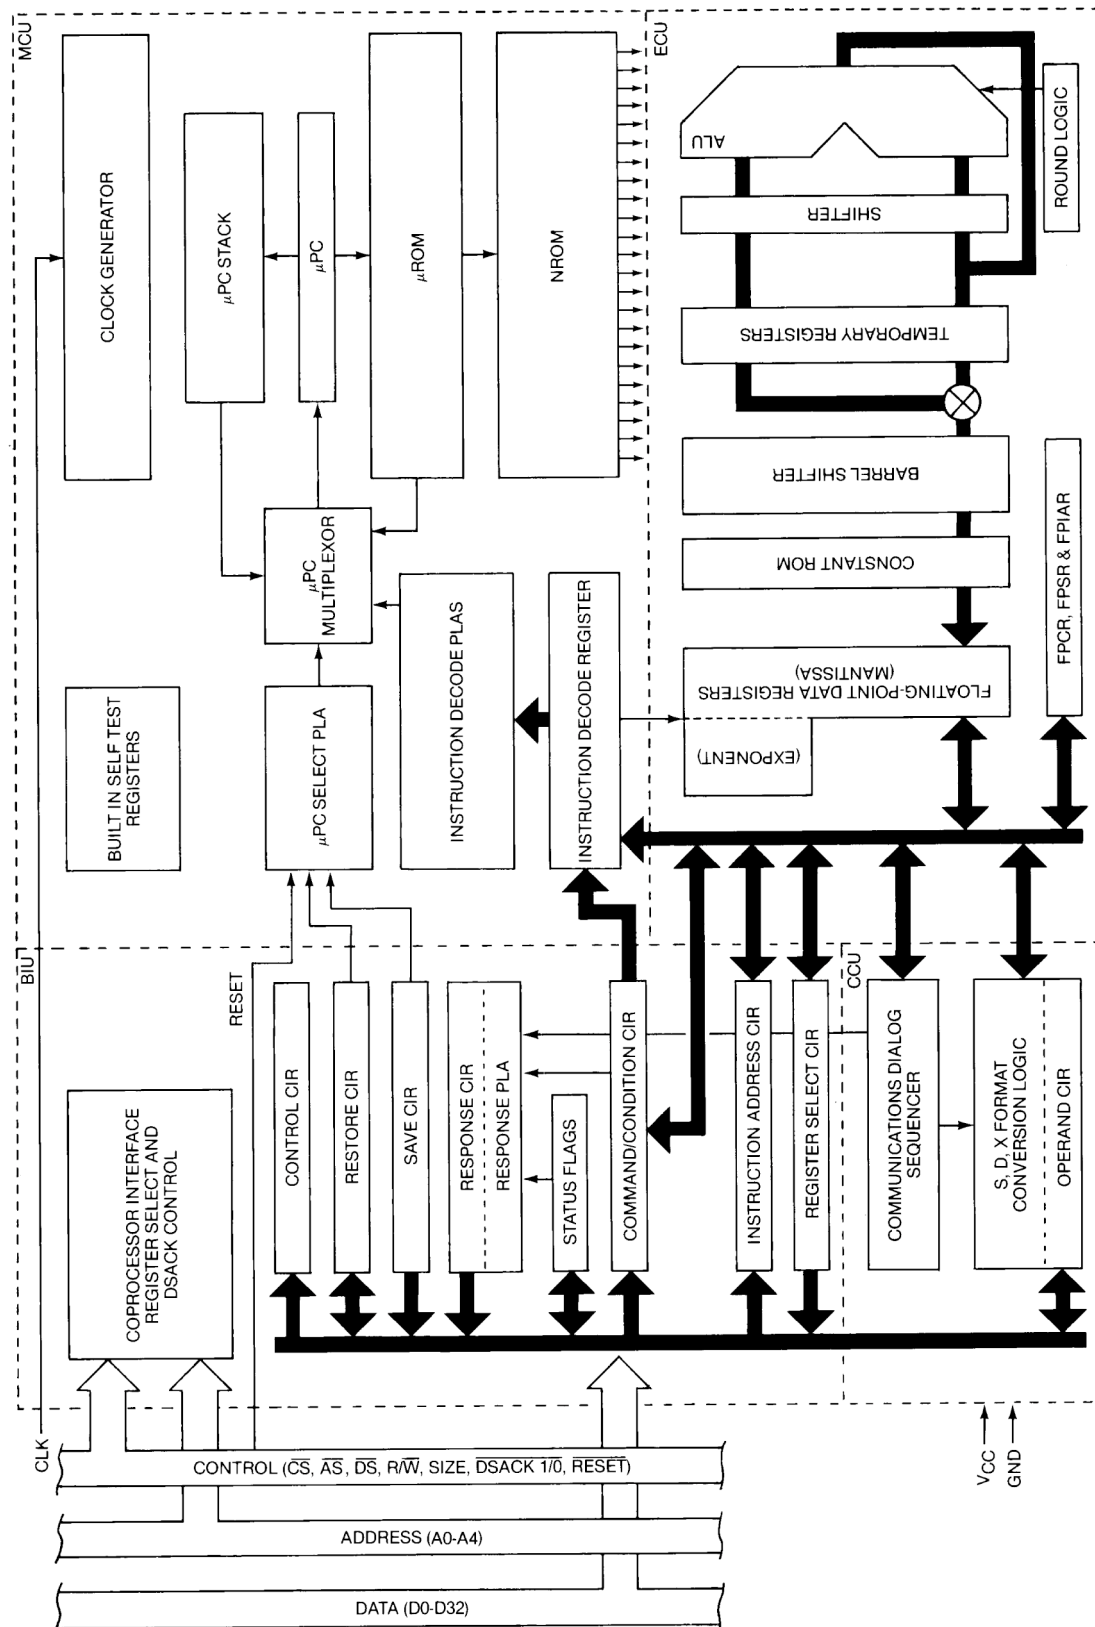 MCU
CLOCK GENERATOR
μPC STACK
μPC
μROM
NROM
ECU
ALU
ROUND LOGIC
SHIFTER
TEMPORARY REGISTERS
BARREL SHIFTER
CONSTANT ROM
FPCR, FPSR & FPIAR
FLOATING-POINT DATA REGISTERS
(MANTISSA)
(EXPONENT)
μPC
MULTIPLEXOR
INSTRUCTION DECODE PLAS
INSTRUCTION DECODE REGISTER
μPC SELECT PLA
BUILT IN SELF TEST
REGISTERS
BIU
RESET
COPROCESSOR INTERFACE
REGISTER SELECT AND
DSACK CONTROL
CONTROL CIR
RESTORE CIR
SAVE CIR
RESPONSE CIR
RESPONSE PLA
STATUS FLAGS
COMMAND/CONDITION CIR
INSTRUCTION ADDRESS CIR
REGISTER SELECT CIR
CCU
COMMUNICATIONS DIALOG
SEQUENCER
S, D, X FORMAT
CONVERSION LOGIC
OPERAND CIR
CLK
CONTROL (C̅S̅, A̅S̅, D̅S̅, R/W̅, SIZE, D̅S̅A̅C̅K̅ 1̅/̅0̅, R̅E̅S̅E̅T̅)
ADDRESS (A0-A4)
DATA (D0-D32)
VCC
GND